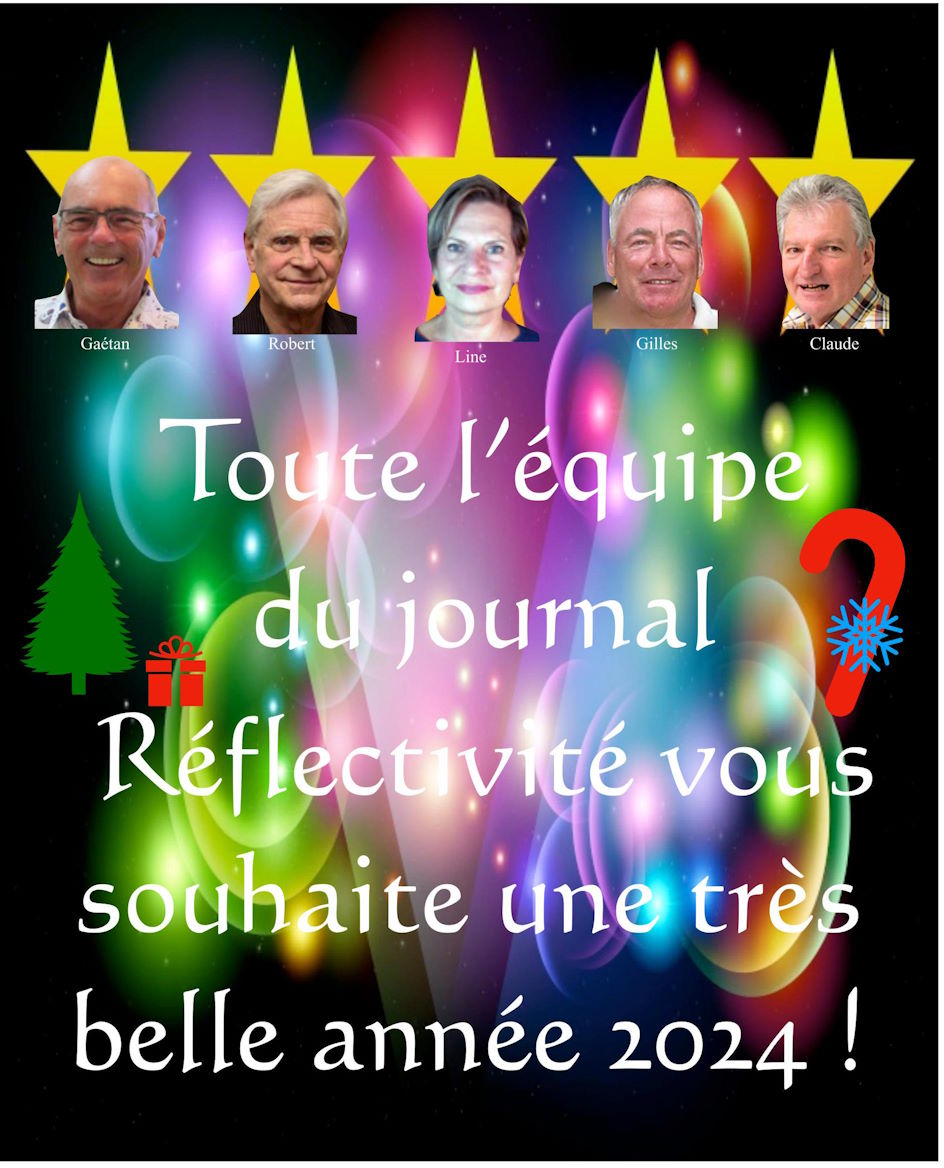 Gaétan Robert Line Gilles Claude
Toute l'équipe
du journal
Réflectivité vous
souhaite une très
belle année 2024 !